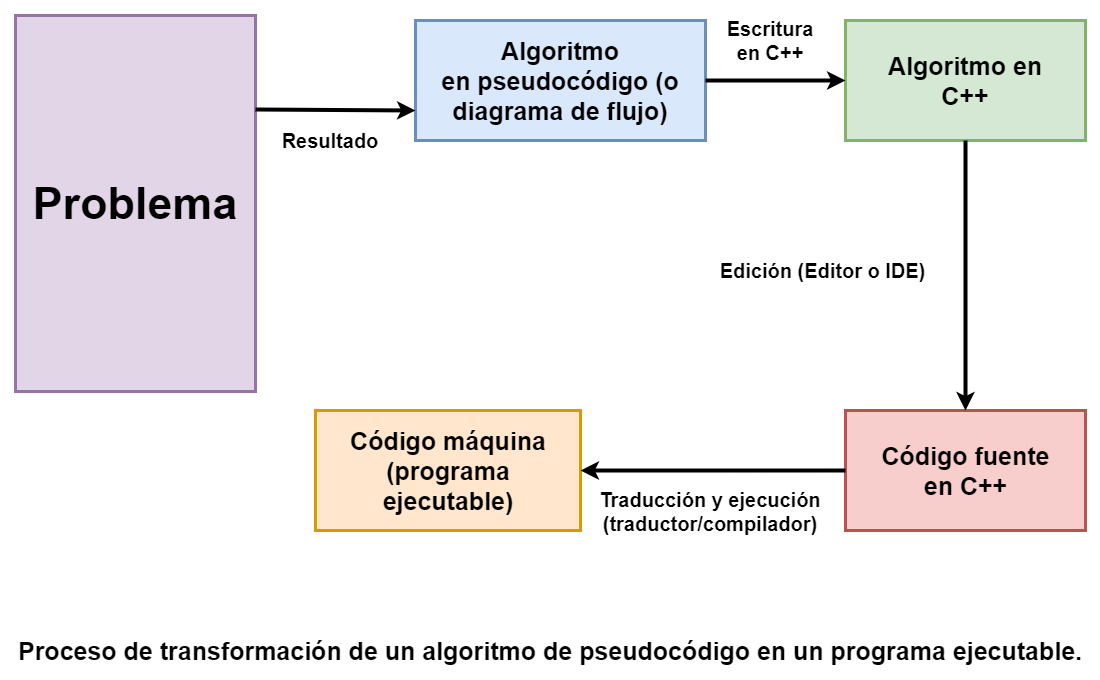 Problema
Resultado
Algoritmo
en pseudocódigo (o
diagrama de flujo)
Escritura
en C++
Algoritmo en
C++
Edición (Editor o IDE)
Código fuente
en C++
Traducción y ejecución
(traductor/compilador)
Código máquina
(programa
ejecutable)
Proceso de transformación de un algoritmo de pseudocódigo en un programa ejecutable.